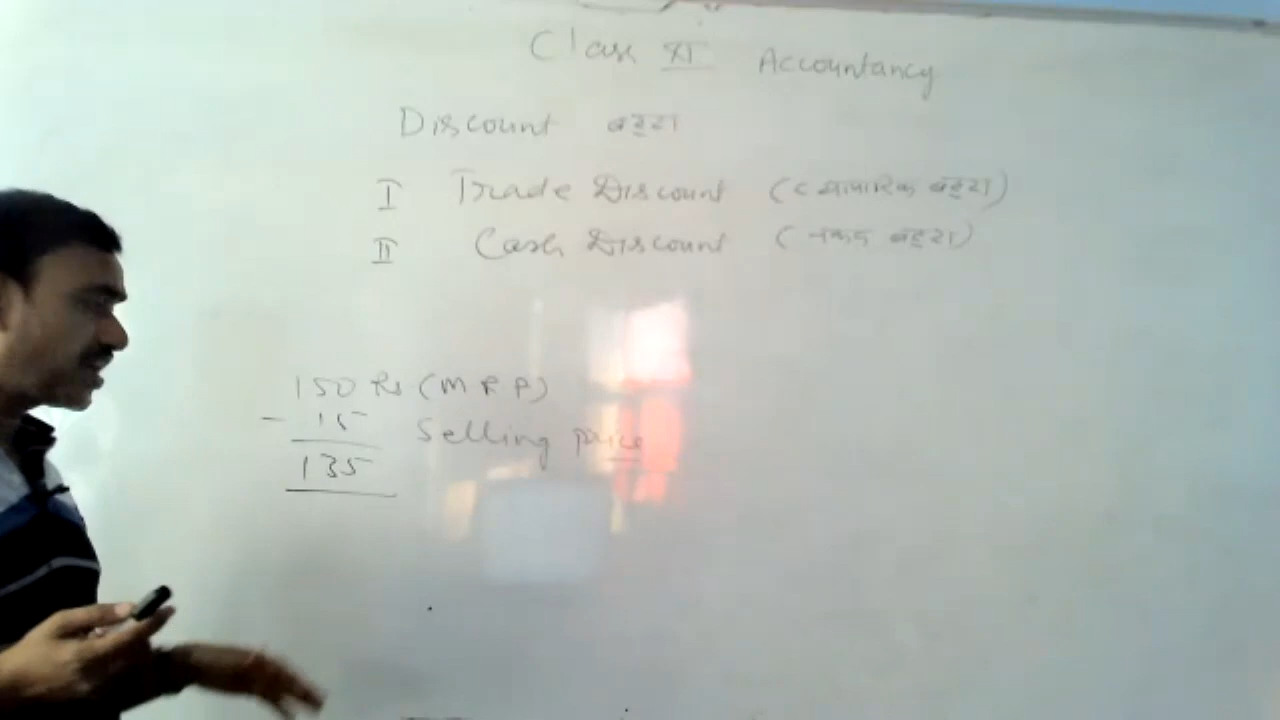 Class XI Accountancy
Discount बट्टा
I Trade Discount (व्यापारिक बट्टा)
II Cash Discount (नकद बट्टा)
150 Rs (MRP)
- 15 Selling price
135